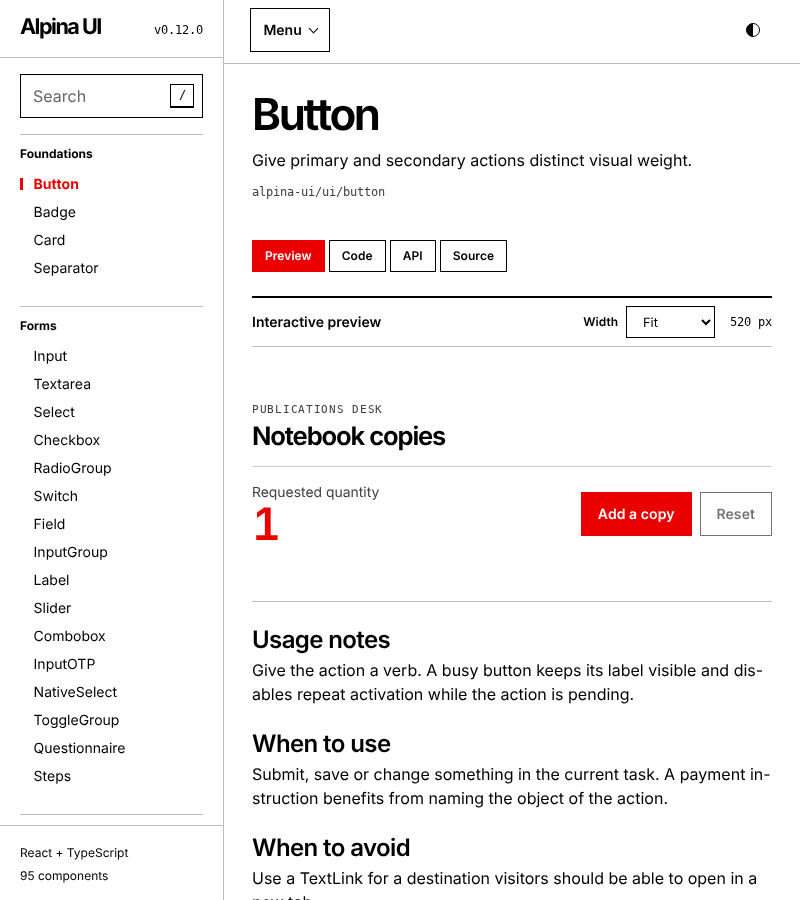 Alpina UI
v0.12.0
Search
/
Foundations
Button
Badge
Card
Separator
Forms
Input
Textarea
Select
Checkbox
RadioGroup
Switch
Field
InputGroup
Label
Slider
Combobox
InputOTP
NativeSelect
ToggleGroup
Questionnaire
Steps
React + TypeScript
95 components
Menu
Button
Give primary and secondary actions distinct visual weight.
alpina-ui/ui/button
Preview
Code
API
Source
Interactive preview
Width
Fit
520 px
PUBLICATIONS DESK
Notebook copies
Requested quantity
1
Add a copy
Reset
Usage notes
Give the action a verb. A busy button keeps its label visible and dis-
ables repeat activation while the action is pending.
When to use
Submit, save or change something in the current task. A payment in-
struction benefits from naming the object of the action.
When to avoid
Use a TextLink for a destination visitors should be able to open in a